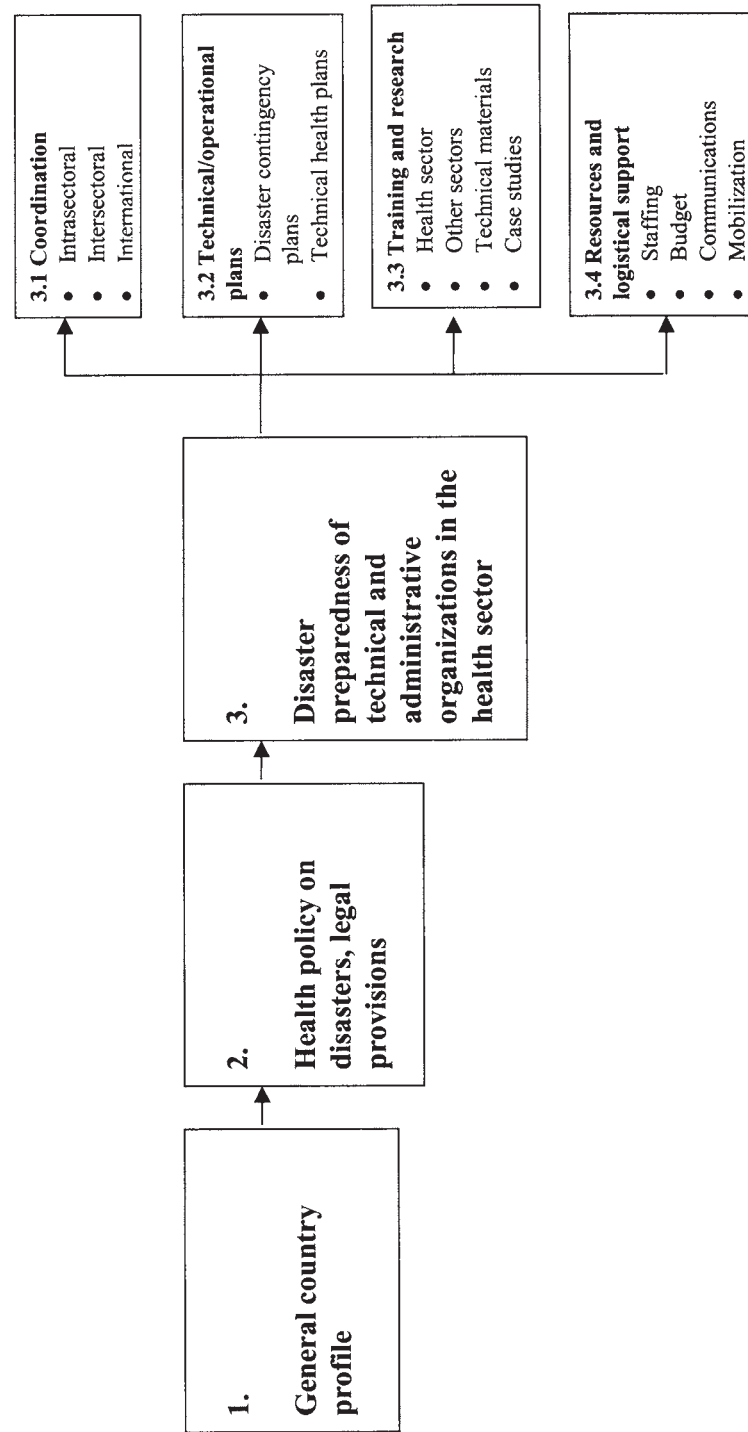 1.
General country
profile
2.
Health policy on
disasters, legal
provisions
3.
Disaster
preparedness of
technical and
administrative
organizations in the
health sector
3.1 Coordination
• Intrasectoral
• Intersectoral
• International
3.2 Technical/operational
plans
• Disaster contingency
plans
• Technical health plans
3.3 Training and research
• Health sector
• Other sectors
• Technical materials
• Case studies
3.4 Resources and
logistical support
• Staffing
• Budget
• Communications
• Mobilization